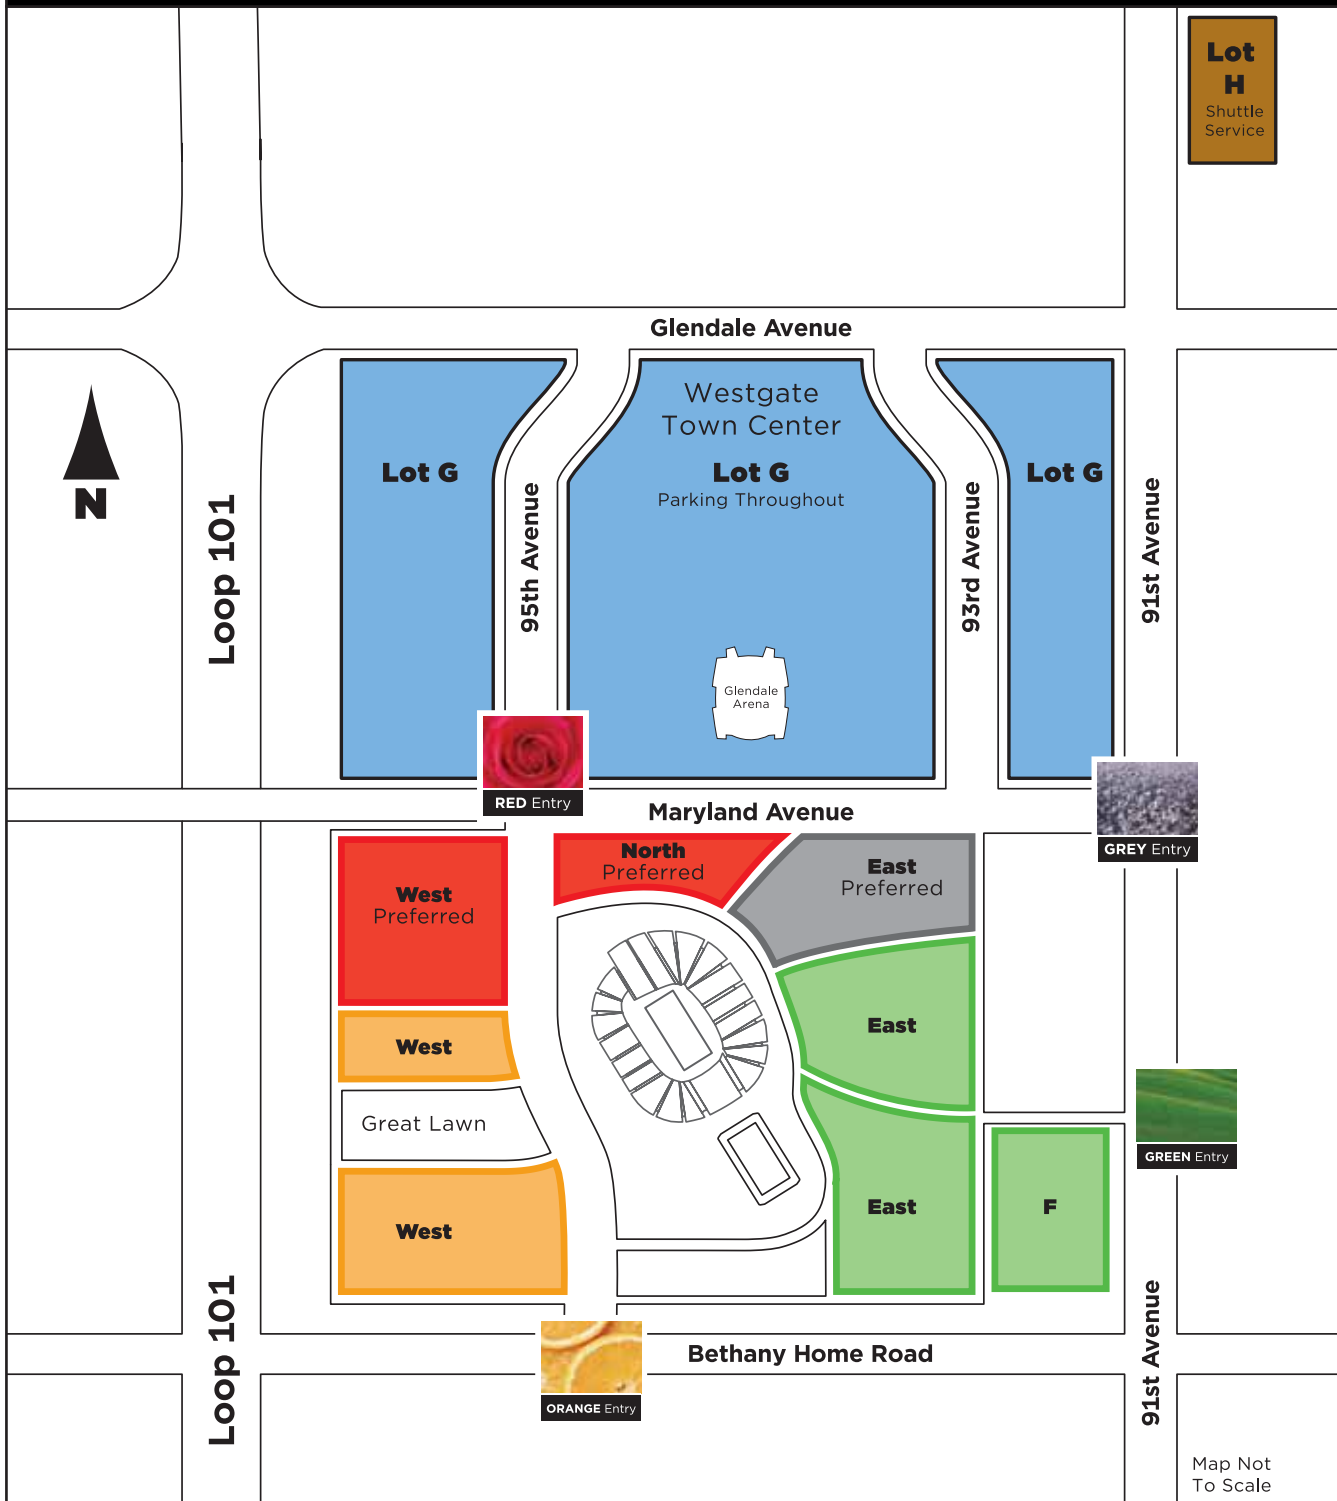 Lot
H
Shuttle
Service
Glendale Avenue
Westgate
Town Center
Lot G
Lot G
Parking Throughout
Lot G
N
Loop 101
95th Avenue
93rd Avenue
91st Avenue
Glendale
Arena
RED Entry
Maryland Avenue
GREY Entry
North
Preferred
East
Preferred
West
Preferred
East
West
Great Lawn
GREEN Entry
East
F
West
Loop 101
91st Avenue
Bethany Home Road
ORANGE Entry
Map Not
To Scale